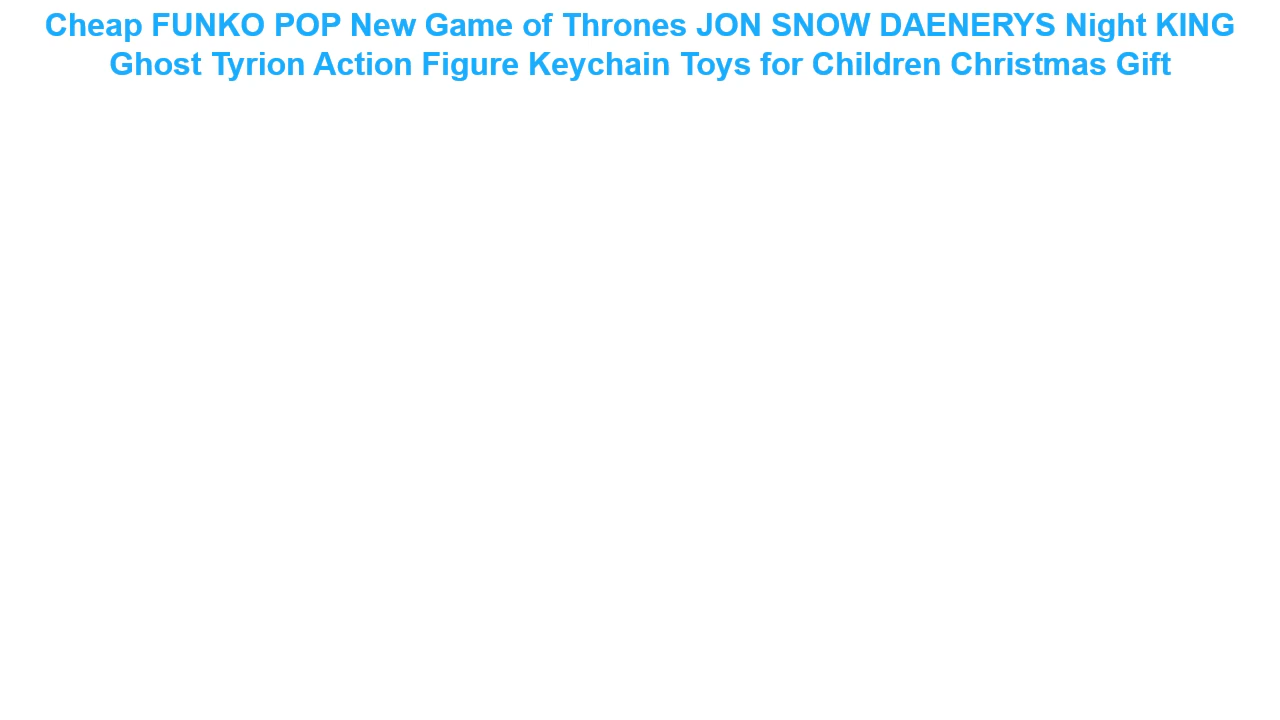 Cheap FUNKO POP New Game of Thrones JON SNOW DAENERYS Night KING
Ghost Tyrion Action Figure Keychain Toys for Children Christmas Gift